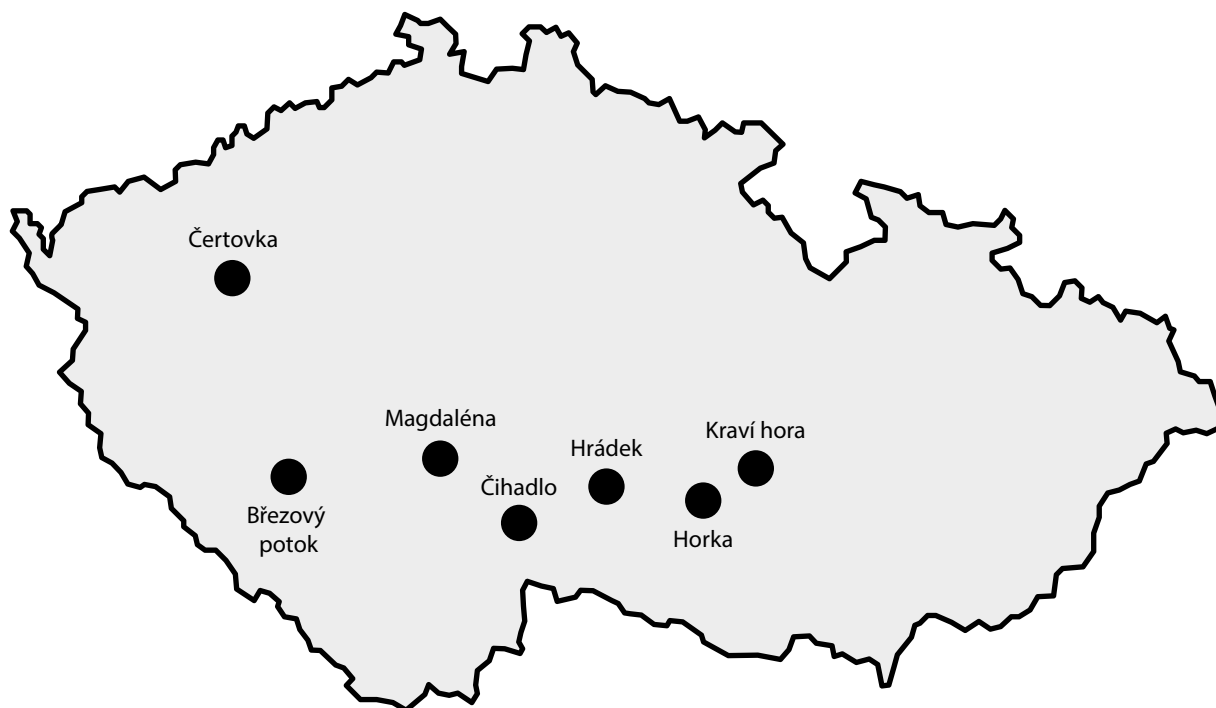 Čertovka
Magdaléna
Kraví hora
Hrádek
Čihadlo
Březový
potok
Horka